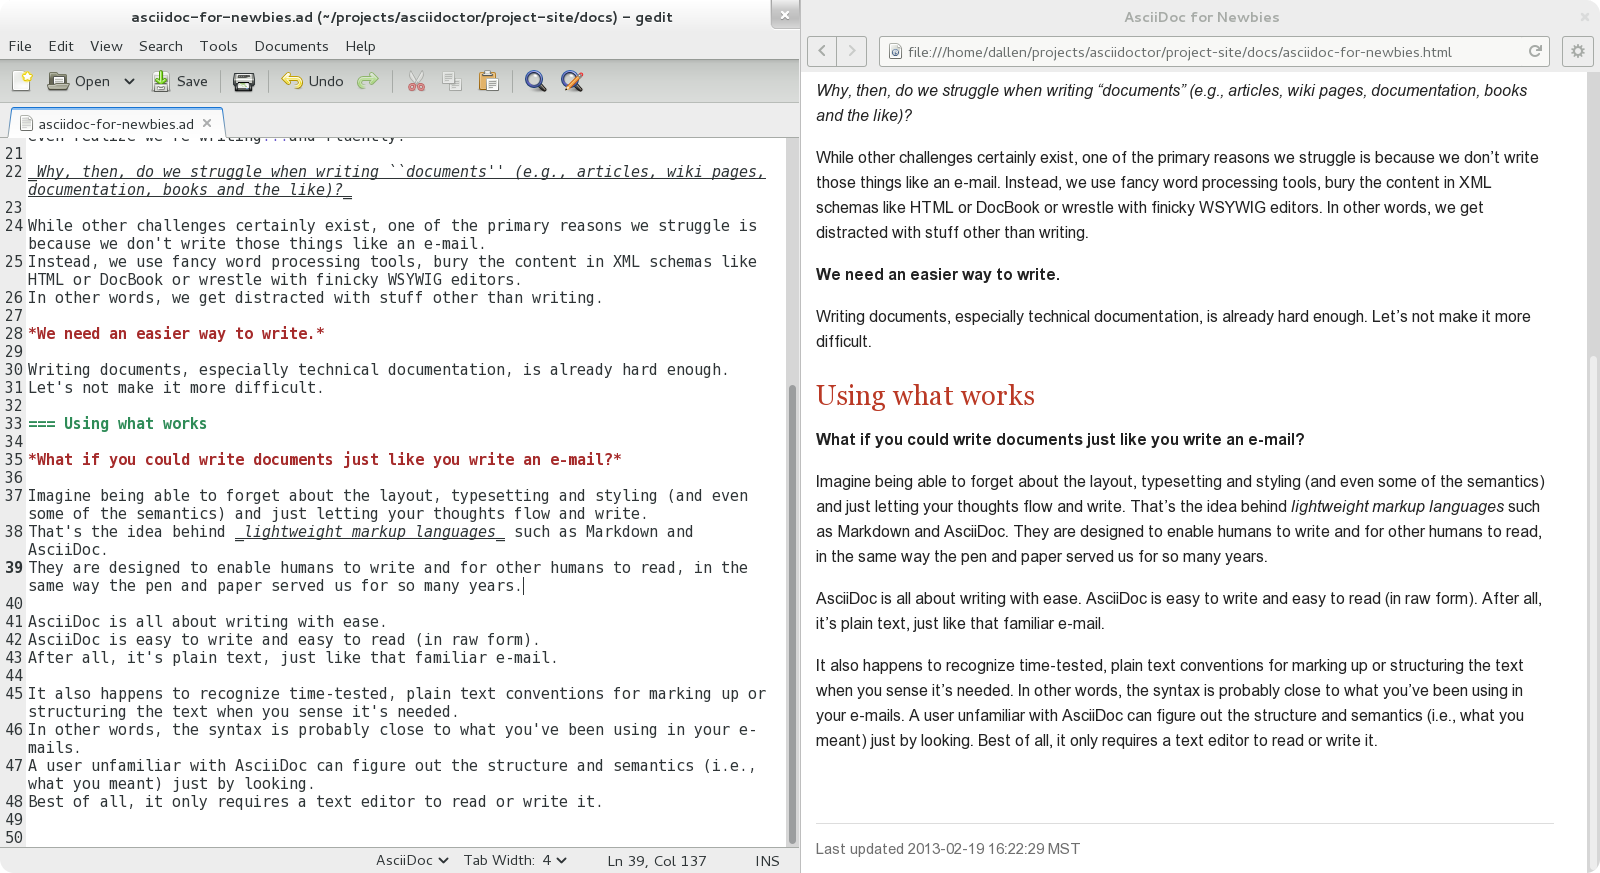 asciidoc-for-newbies.ad (~/projects/asciidoctor/project-site/docs) – gedit
File Edit View Search Tools Documents Help
Open Save Undo
asciidoc-for-newbies.ad
even realize we're writing...and fluently.
21
22 _Why, then, do we struggle when writing ``documents'' (e.g., articles, wiki pages,
documentation, books and the like)?_
23
24 While other challenges certainly exist, one of the primary reasons we struggle is
because we don't write those things like an e-mail.
25 Instead, we use fancy word processing tools, bury the content in XML schemas like
HTML or DocBook or wrestle with finicky WSYWIG editors.
26 In other words, we get distracted with stuff other than writing.
27
28 *We need an easier way to write.*
29
30 Writing documents, especially technical documentation, is already hard enough.
31 Let's not make it more difficult.
32
33 === Using what works
34
35 *What if you could write documents just like you write an e-mail?*
36
37 Imagine being able to forget about the layout, typesetting and styling (and even
some of the semantics) and just letting your thoughts flow and write.
38 That's the idea behind _lightweight markup languages_ such as Markdown and
AsciiDoc.
39 They are designed to enable humans to write and for other humans to read, in the
same way the pen and paper served us for so many years.
40
41 AsciiDoc is all about writing with ease.
42 AsciiDoc is easy to write and easy to read (in raw form).
43 After all, it's plain text, just like that familiar e-mail.
44
45 It also happens to recognize time-tested, plain text conventions for marking up or
structuring the text when you sense it's needed.
46 In other words, the syntax is probably close to what you've been using in your e-
mails.
47 A user unfamiliar with AsciiDoc can figure out the structure and semantics (i.e.,
what you meant) just by looking.
48 Best of all, it only requires a text editor to read or write it.
49
50
AsciiDoc Tab Width: 4 Ln 39, Col 137 INS
AsciiDoc for Newbies
file:///home/dallen/projects/asciidoctor/project-site/docs/asciidoc-for-newbies.html
Why, then, do we struggle when writing “documents” (e.g., articles, wiki pages, documentation, books
and the like)?
While other challenges certainly exist, one of the primary reasons we struggle is because we don’t write
those things like an e-mail. Instead, we use fancy word processing tools, bury the content in XML
schemas like HTML or DocBook or wrestle with finicky WSYWIG editors. In other words, we get
distracted with stuff other than writing.
We need an easier way to write.
Writing documents, especially technical documentation, is already hard enough. Let’s not make it more
difficult.
Using what works
What if you could write documents just like you write an e-mail?
Imagine being able to forget about the layout, typesetting and styling (and even some of the semantics)
and just letting your thoughts flow and write. That’s the idea behind lightweight markup languages such
as Markdown and AsciiDoc. They are designed to enable humans to write and for other humans to read,
in the same way the pen and paper served us for so many years.
AsciiDoc is all about writing with ease. AsciiDoc is easy to write and easy to read (in raw form). After all,
it’s plain text, just like that familiar e-mail.
It also happens to recognize time-tested, plain text conventions for marking up or structuring the text
when you sense it’s needed. In other words, the syntax is probably close to what you’ve been using in
your e-mails. A user unfamiliar with AsciiDoc can figure out the structure and semantics (i.e., what you
meant) just by looking. Best of all, it only requires a text editor to read or write it.
Last updated 2013-02-19 16:22:29 MST